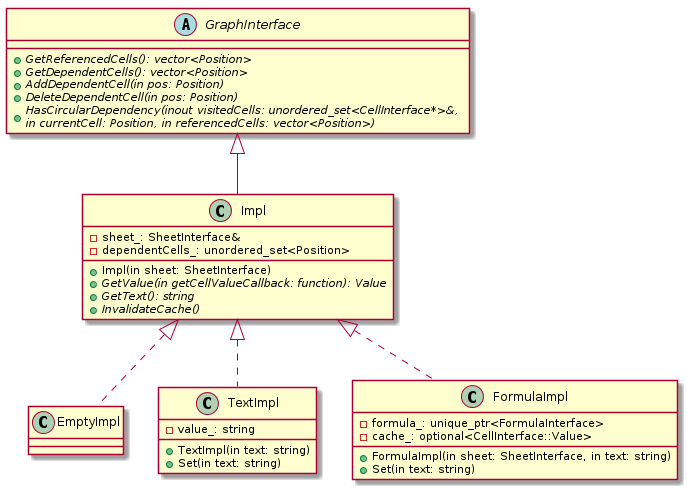 A GraphInterface
GetReferencedCells(): vector<Position>
GetDependentCells(): vector<Position>
AddDependentCell(in pos: Position)
DeleteDependentCell(in pos: Position)
HasCircularDependency(inout visitedCells: unordered_set<CellInterface*>&,
in currentCell: Position, in referencedCells: vector<Position>)
C Impl
sheet_: SheetInterface&
dependentCells_: unordered_set<Position>
Impl(in sheet: SheetInterface)
GetValue(in getCellValueCallback: function): Value
GetText(): string
InvalidateCache()
C EmptyImpl
C TextImpl
value_: string
TextImpl(in text: string)
Set(in text: string)
C FormulaImpl
formula_: unique_ptr<FormulaInterface>
cache_: optional<CellInterface::Value>
FormulaImpl(in sheet: SheetInterface, in text: string)
Set(in text: string)